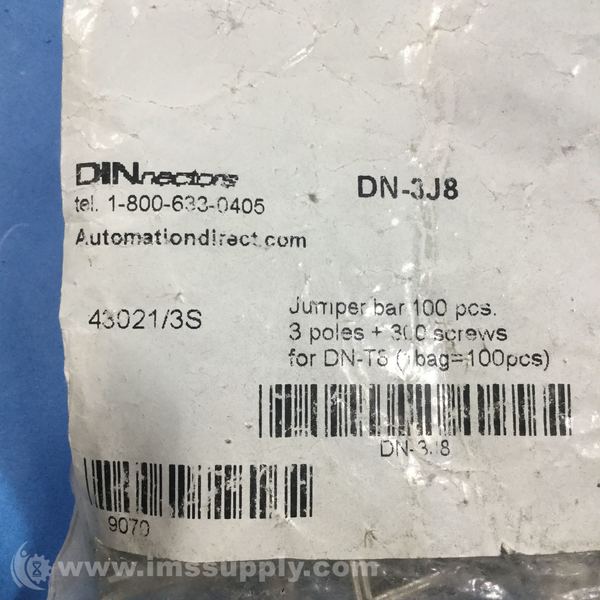 DINnectors
DN-3J8
tel. 1-800-633-0405
Automationdirect.com
43021/3S
Jumper bar 100 pcs.
3 poles + 300 screws
for DN-T8 (1bag=100pcs)
DN-3J8
9070
© www.imssupply.com/